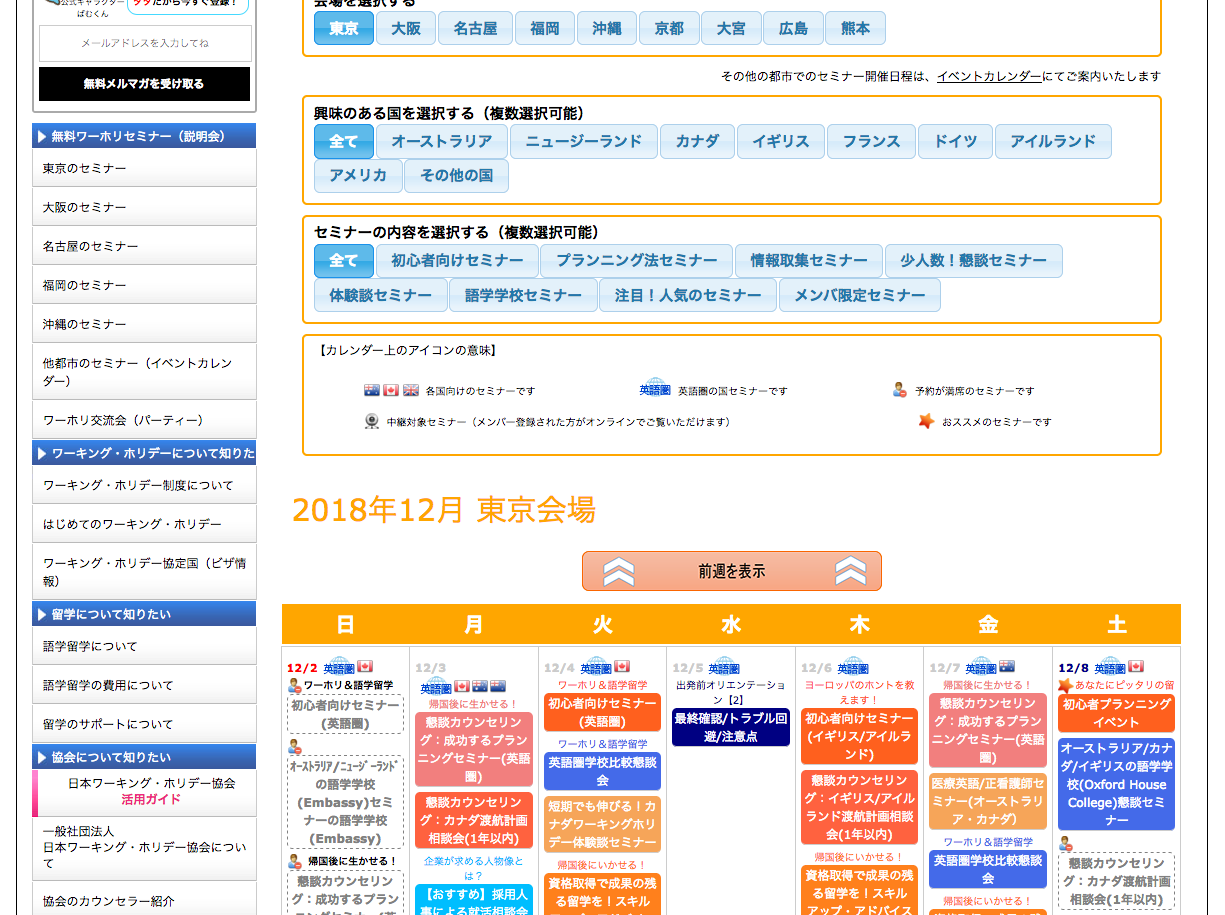 公式キャラクター
ぱむくん
タダだから今すぐ登録！
メールアドレスを入力してね
無料メルマガを受け取る
無料ワーホリセミナー（説明会）
東京のセミナー
大阪のセミナー
名古屋のセミナー
福岡のセミナー
沖縄のセミナー
他都市のセミナー（イベントカレン
ダー）
ワーホリ交流会（パーティー）
ワーキング・ホリデーについて知りた
ワーキング・ホリデー制度について
はじめてのワーキング・ホリデー
ワーキング・ホリデー協定国（ビザ情
報）
留学について知りたい
語学留学について
語学留学の費用について
留学のサポートについて
協会について知りたい
日本ワーキング・ホリデー協会
活用ガイド
一般社団法人
日本ワーキング・ホリデー協会につい
て
協会のカウンセラー紹介
会場を選択する
東京 大阪 名古屋 福岡 沖縄 京都 大宮 広島 熊本
その他の都市でのセミナー開催日程は、イベントカレンダーにてご案内いたします
興味のある国を選択する（複数選択可能）
全て オーストラリア ニュージーランド カナダ イギリス フランス ドイツ アイルランド
アメリカ その他の国
セミナーの内容を選択する（複数選択可能）
全て 初心者向けセミナー プランニング法セミナー 情報取集セミナー 少人数！懇談セミナー
体験談セミナー 語学学校セミナー 注目！人気のセミナー メンバ限定セミナー
【カレンダー上のアイコンの意味】
各国向けのセミナーです 英語圏 英語圏の国セミナーです 予約が満席のセミナーです
中継対象セミナー（メンバー登録された方がオンラインでご覧いただけます） おススメのセミナーです
2018年12月 東京会場
前週を表示
日 月 火 水 木 金 土
12/2 英語圏
ワーホリ＆語学留学
初心者向けセミナー
(英語圏)
オーストラリア/ニュージーランド
の語学学校
(Embassy)セミ
ナーの語学学校
(Embassy)
帰国後に生かせる！
懇談カウンセリン
グ：成功するプラン
ニングセミナー(英
12/3
英語圏
帰国後に生かせる！
懇談カウンセリン
グ：成功するプラン
ニングセミナー(英語
圏)
懇談カウンセリン
グ：カナダ渡航計画
相談会(1年以内)
企業が求める人物像と
は？
【おすすめ】採用人
事による就活相談会
12/4 英語圏
ワーホリ＆語学留学
初心者向けセミナー
(英語圏)
ワーホリ＆語学留学
英語圏学校比較懇談
会
短期でも伸びる！カ
ナダワーキングホリ
デー体験談セミナー
帰国後にいかせる！
資格取得で成果の残
る留学を！スキル
12/5 英語圏
出発前オリエンテーショ
ン【2】
最終確認/トラブル回
避/注意点
12/6 英語圏
ヨーロッパのホントを教
えます！
初心者向けセミナー
(イギリス/アイルラ
ンド)
懇談カウンセリン
グ：イギリス/アイル
ランド渡航計画相談
会(1年以内)
帰国後にいかせる！
資格取得で成果の残
る留学を！スキル
アップ・アドバイス
12/7 英語圏
帰国後に生かせる！
懇談カウンセリン
グ：成功するプラン
ニングセミナー(英語
圏)
医療英語/正看護師セ
ミナー(オーストラリ
ア・カナダ)
ワーホリ＆語学留学
英語圏学校比較懇談
会
帰国後にいかせる！
12/8 英語圏
あなたにピッタリの留
初心者プランニング
イベント
オーストラリア/カナ
ダ/イギリスの語学学
校(Oxford House
College)懇談セミ
ナー
懇談カウンセリン
グ：カナダ渡航計画
相談会(1年以内)